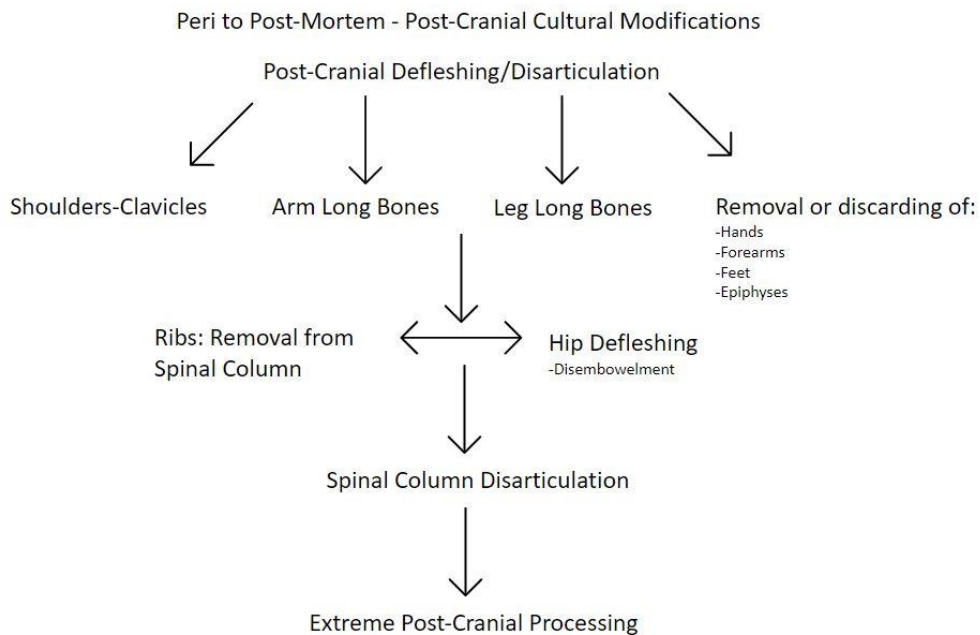 Peri to Post-Mortem - Post-Cranial Cultural Modifications
Post-Cranial Defleshing/Disarticulation
Shoulders-Clavicles
Arm Long Bones
Leg Long Bones
Removal or discarding of:
-Hands
-Forearms
-Feet
-Epiphyses
Ribs: Removal from
Spinal Column
Hip Defleshing
-Disembowelment
Spinal Column Disarticulation
Extreme Post-Cranial Processing